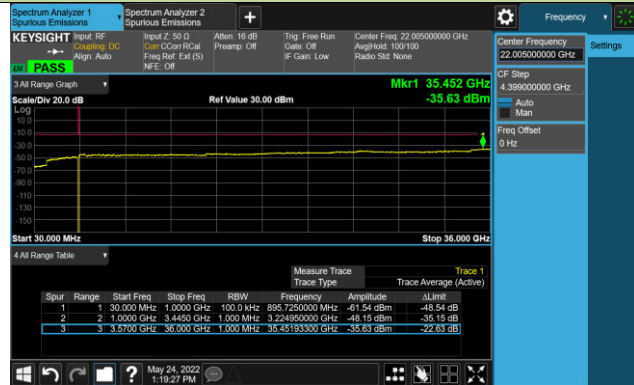 Spectrum Analyzer 1
Spurious Emissions
Spectrum Analyzer 2
Spurious Emissions
+
Frequency
KEYSIGHT
Input: RF
Coupling: DC
Align: Auto
Input Z: 50 Ω
Corr CCorr RCal
Freq Ref: Ext (S)
NFE: Off
Atten: 16 dB
Preamp: Off
Trig: Free Run
Gate: Off
IF Gain: Low
Center Freq: 22.005000000 GHz
Avg|Hold: 100/100
Radio Std: None
PASS
Center Frequency
22.005000000 GHz
Settings
CF Step
4.399000000 GHz
Auto
Man
Freq Offset
0 Hz
3 All Range Graph
Mkr1 35.452 GHz
Scale/Div 20.0 dB
Ref Value 30.00 dBm
-35.63 dBm
Log
10.0
-10.0
-30.0
-50.0
-70.0
-90.0
-110
-130
-150
1
Start 30.000 MHz
Stop 36.000 GHz
4 All Range Table
Measure Trace Trace 1
Trace Type Trace Average (Active)
Spur Range Start Freq Stop Freq RBW Frequency Amplitude ΔLimit
1 1 30.000 MHz 1.0000 GHz 100.0 kHz 895.7250000 MHz -61.54 dBm -48.54 dB
2 2 1.0000 GHz 3.4450 GHz 1.000 MHz 3.224950000 GHz -48.15 dBm -35.15 dB
3 3 3.5700 GHz 36.000 GHz 1.000 MHz 35.45193300 GHz -35.63 dBm -22.63 dB
?
May 24, 2022
1:19:27 PM